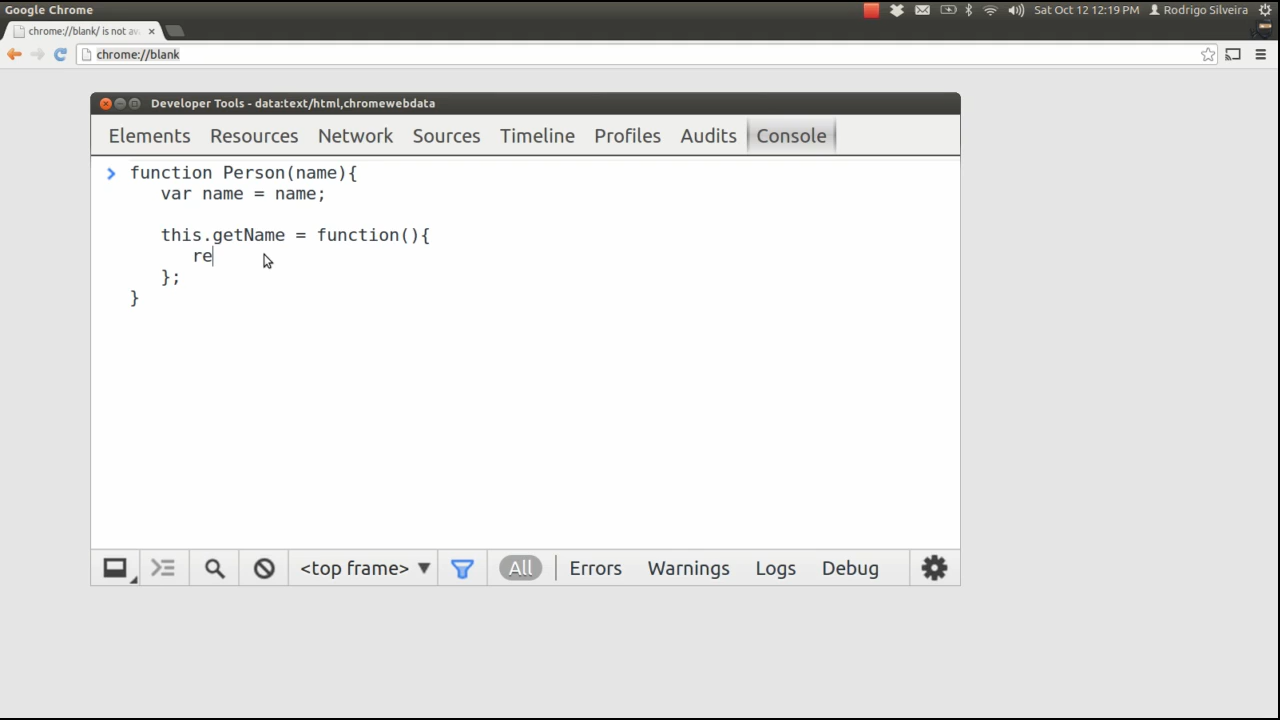 Google Chrome
Sat Oct 12 12:19 PM Rodrigo Silveira
chrome://blank/ is not av
chrome://blank
Developer Tools - data:text/html,chromewebdata
Elements Resources Network Sources Timeline Profiles Audits Console
function Person(name){
var name = name;
this.getName = function(){
re
};
}
<top frame> All Errors Warnings Logs Debug